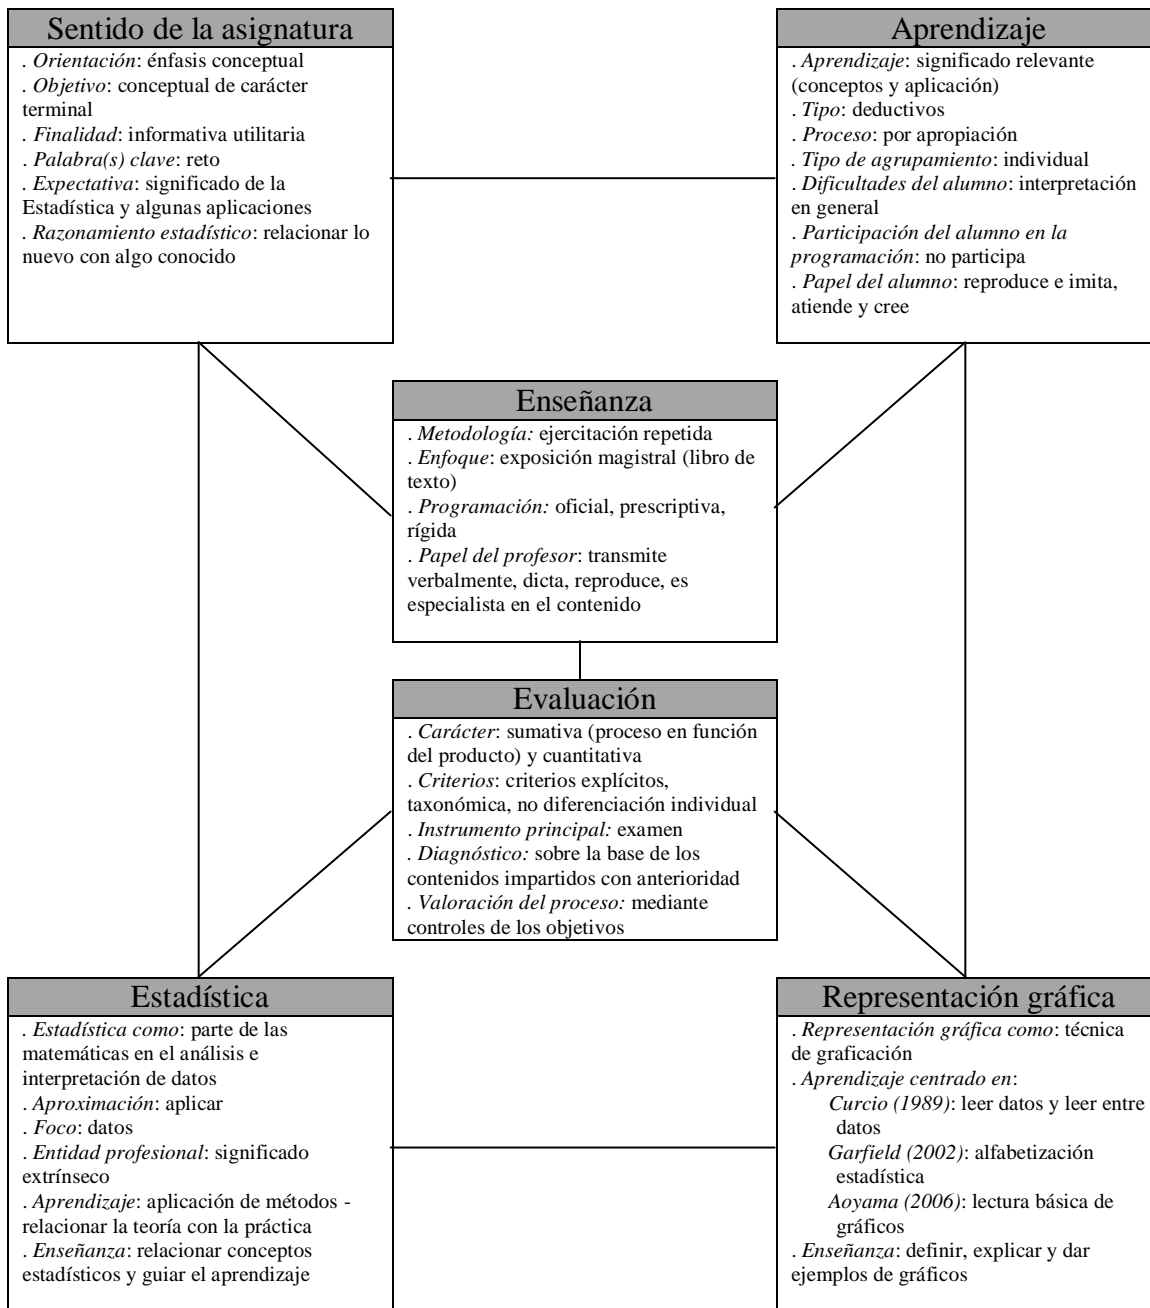 Sentido de la asignatura
. Orientación: énfasis conceptual
. Objetivo: conceptual de carácter
terminal
. Finalidad: informativa utilitaria
. Palabra(s) clave: reto
. Expectativa: significado de la
Estadística y algunas aplicaciones
. Razonamiento estadístico: relacionar lo
nuevo con algo conocido
Aprendizaje
. Aprendizaje: significado relevante
(conceptos y aplicación)
. Tipo: deductivos
. Proceso: por apropiación
. Tipo de agrupamiento: individual
. Dificultades del alumno: interpretación
en general
. Participación del alumno en la
programación: no participa
. Papel del alumno: reproduce e imita,
atiende y cree
Enseñanza
. Metodología: ejercitación repetida
. Enfoque: exposición magistral (libro de
texto)
. Programación: oficial, prescriptiva,
rígida
. Papel del profesor: transmite
verbalmente, dicta, reproduce, es
especialista en el contenido
Evaluación
. Carácter: sumativa (proceso en función
del producto) y cuantitativa
. Criterios: criterios explícitos,
taxonómica, no diferenciación individual
. Instrumento principal: examen
. Diagnóstico: sobre la base de los
contenidos impartidos con anterioridad
. Valoración del proceso: mediante
controles de los objetivos
Estadística
. Estadística como: parte de las
matemáticas en el análisis e
interpretación de datos
. Aproximación: aplicar
. Foco: datos
. Entidad profesional: significado
extrínseco
. Aprendizaje: aplicación de métodos -
relacionar la teoría con la práctica
. Enseñanza: relacionar conceptos
estadísticos y guiar el aprendizaje
Representación gráfica
. Representación gráfica como: técnica
de graficación
. Aprendizaje centrado en:
Curcio (1989): leer datos y leer entre
datos
Garfield (2002): alfabetización
estadística
Aoyama (2006): lectura básica de
gráficos
. Enseñanza: definir, explicar y dar
ejemplos de gráficos